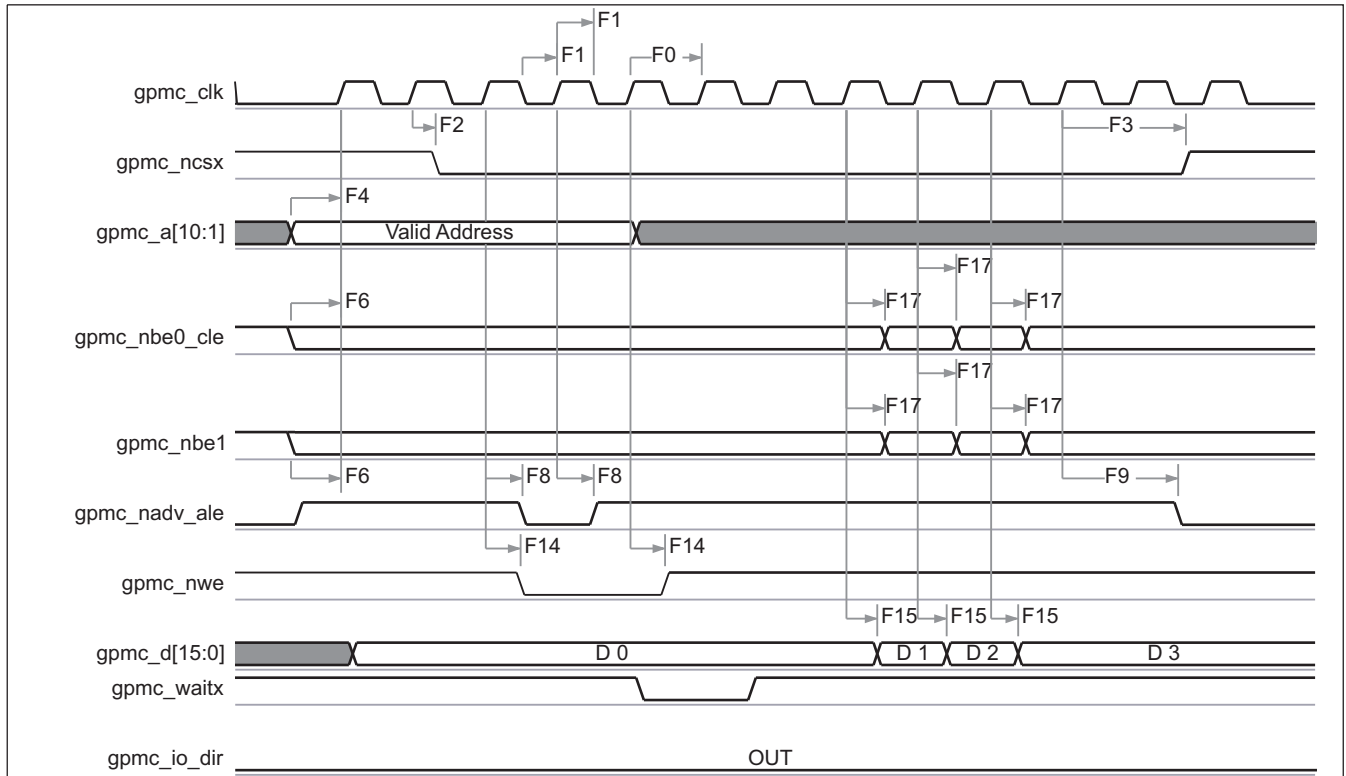 F1
F1 F0
gpmc_clk
F2 F3
gpmc_ncsx
F4
gpmc_a[10:1] Valid Address
F17
F6 F17 F17
gpmc_nbe0_cle
F17
F17 F17
gpmc_nbe1
F6 F8 F8 F9
gpmc_nadv_ale
F14 F14
gpmc_nwe
F15 F15 F15
gpmc_d[15:0] D 0 D 1 D 2 D 3
gpmc_waitx
gpmc_io_dir OUT